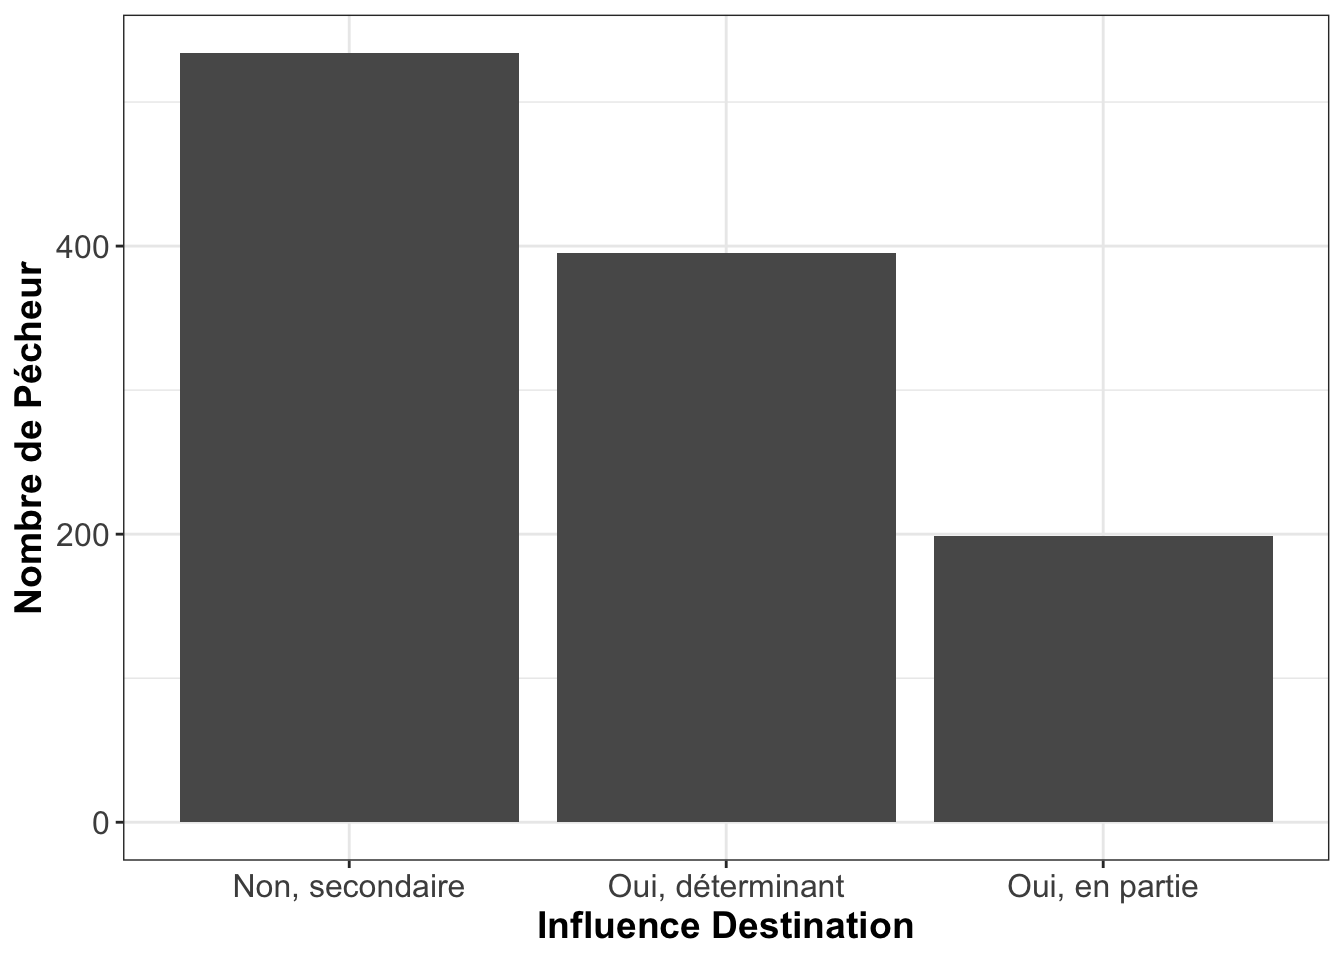 Nombre de Pécheur
400
200
0
Non, secondaire
Oui, déterminant
Oui, en partie
Influence Destination